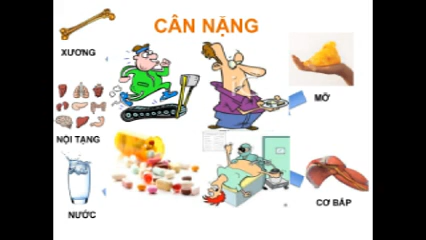 CÂN NẶNG
XƯƠNG
MỠ
NỘI TẠNG
NƯỚC
CƠ BẮP